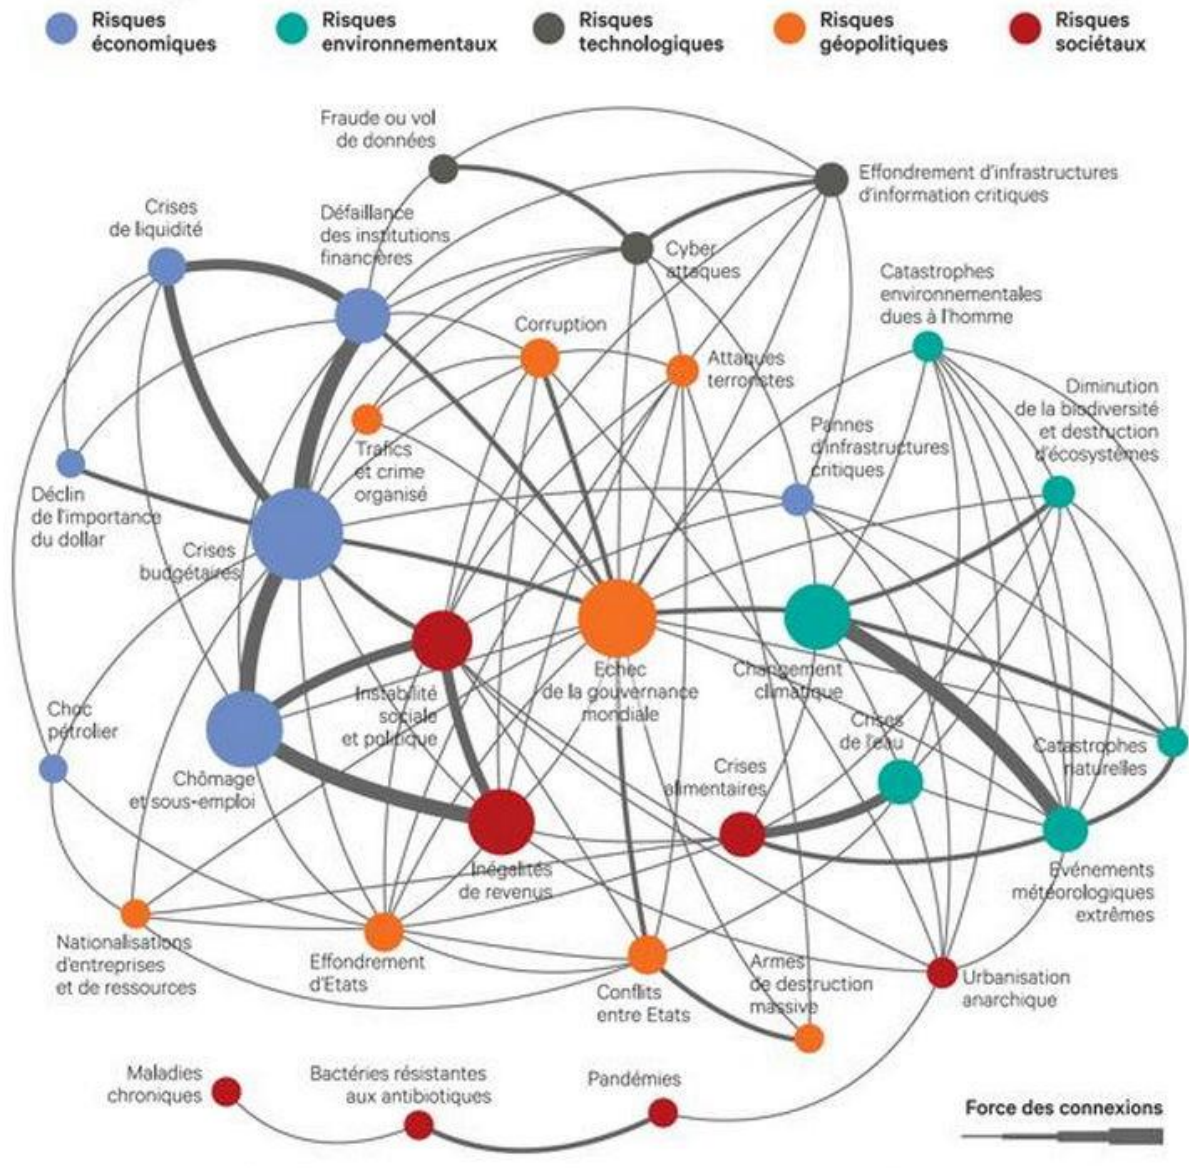 Risques
économiques
Risques
environnementaux
Risques
technologiques
Risques
géopolitiques
Risques
sociétaux
Fraude ou vol
de données
Effondrement d'infrastructures
d'information critiques
Crises
de liquidité
Défaillance
des institutions
financières
Cyber
attaques
Catastrophes
environnementales
dues à l'homme
Corruption
Attaques
terroristes
Diminution
de la biodiversité
et destruction
d'écosystèmes
Pannes
d'infrastructures
critiques
Trafics
et crime
organisé
Déclin
de l'importance
du dollar
Crises
budgétaires
Echec
de la gouvernance
mondiale
Changement
climatique
Instabilité
sociale
et politique
Choc
pétrolier
Crises
de l'eau
Catastrophes
naturelles
Chômage
et sous-emploi
Crises
alimentaires
Inégalités
de revenus
Evénements
météorologiques
extrêmes
Nationalisations
d'entreprises
et de ressources
Effondrement
d'Etats
Conflits
entre Etats
Armes
de destruction
massive
Urbanisation
anarchique
Maladies
chroniques
Bactéries résistantes
aux antibiotiques
Pandémies
Force des connexions